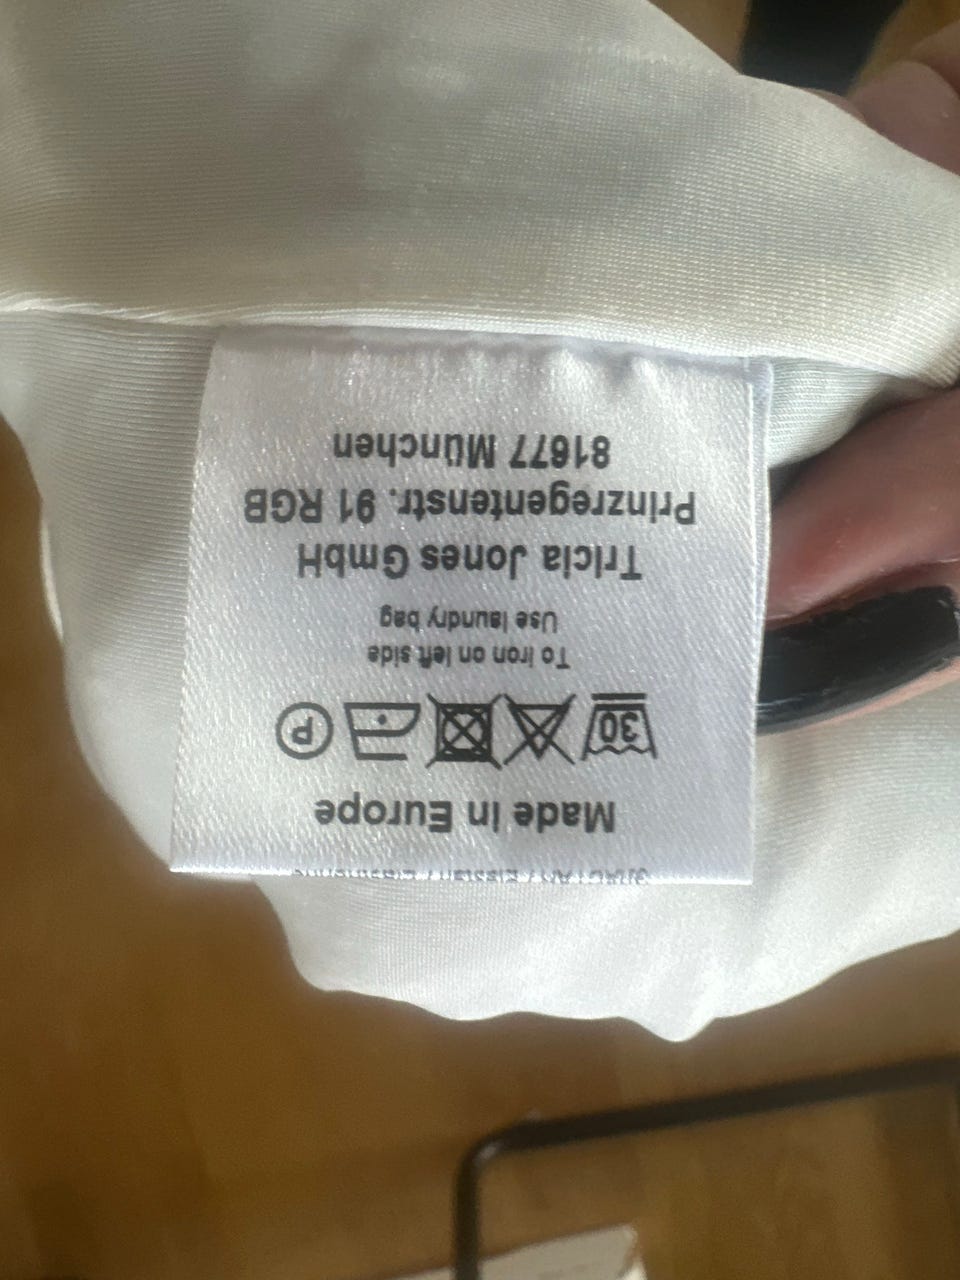 Made in Europe
30
P
To iron on left side
Use laundry bag
Tricia Jones GmbH
Prinzregentenstr. 91 RGB
81677 München